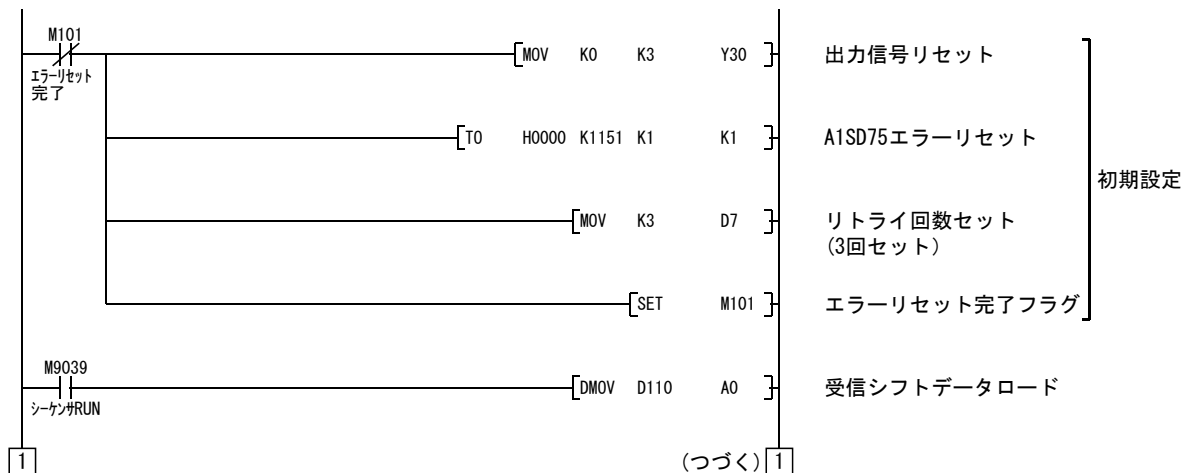 M101
エラーリセット
完了
MOV K0 K3 Y30 出力信号リセット
TO H0000 K1151 K1 K1 A1SD75エラーリセット
初期設定
MOV K3 D7 リトライ回数セット
(3回セット)
SET M101 エラーリセット完了フラグ
M9039
シーケンサRUN
DMOV D110 A0 受信シフトデータロード
1 (つづく) 1